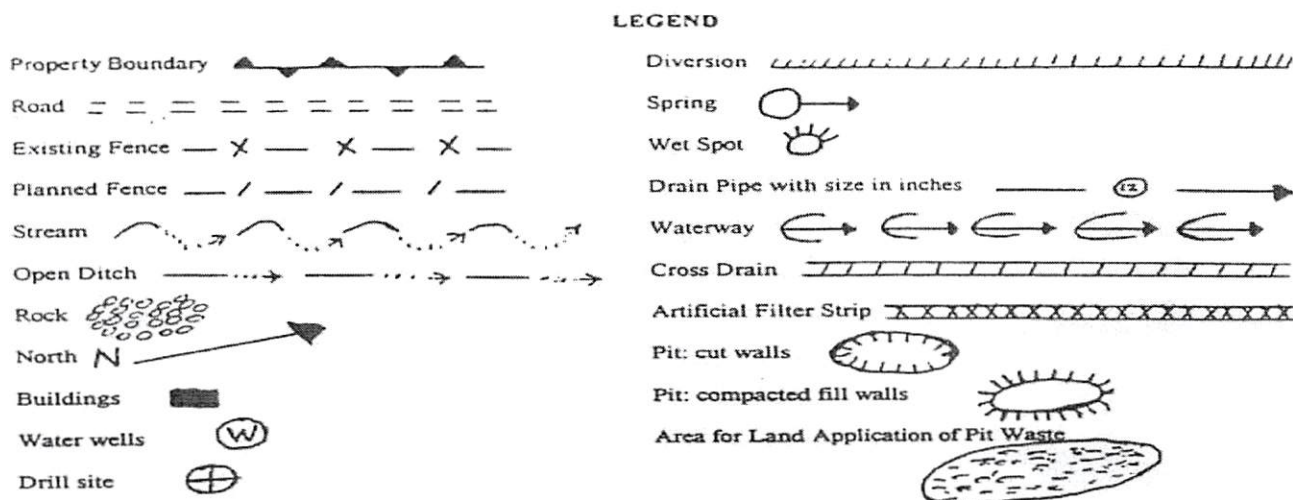 LEGEND
Property Boundary
Road
Existing Fence
Planned Fence
Stream
Open Ditch
Rock
North N
Buildings
Water wells W
Drill site
Diversion
Spring
Wet Spot
Drain Pipe with size in inches 12
Waterway
Cross Drain
Artificial Filter Strip
Pit: cut walls
Pit: compacted fill walls
Area for Land Application of Pit Waste